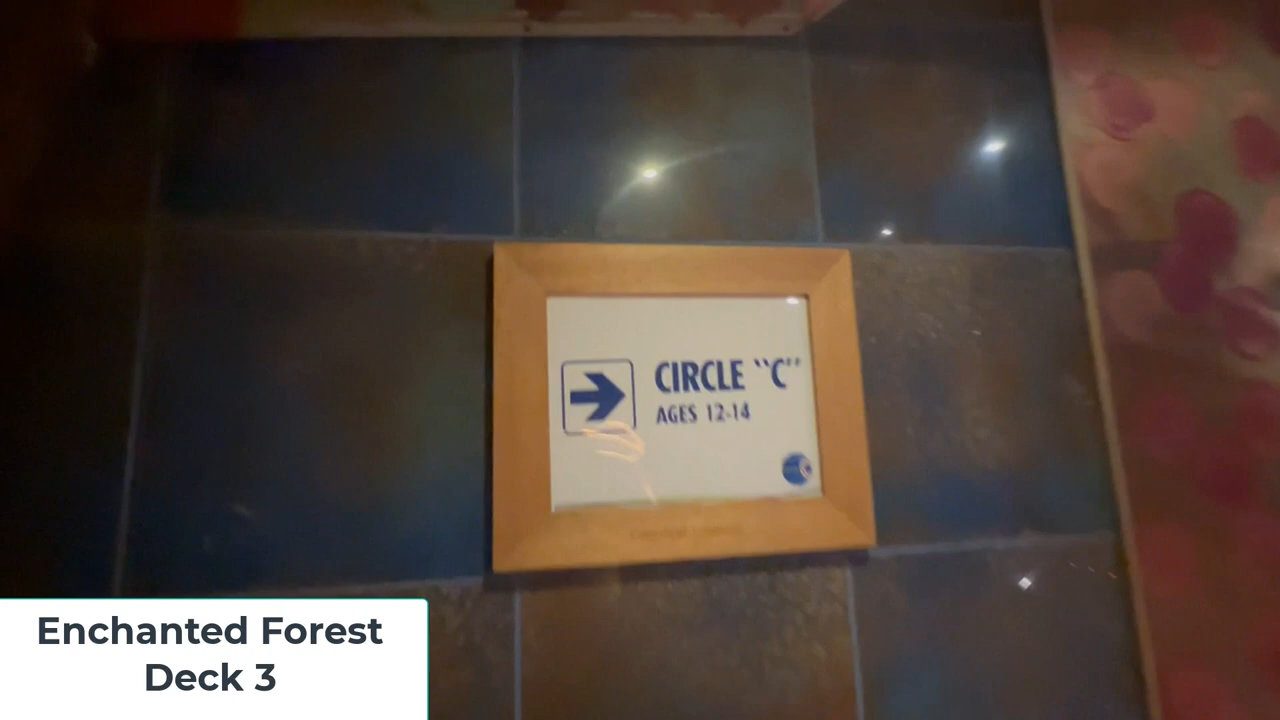 CIRCLE “C”
AGES 12-14
Enchanted Forest
Deck 3